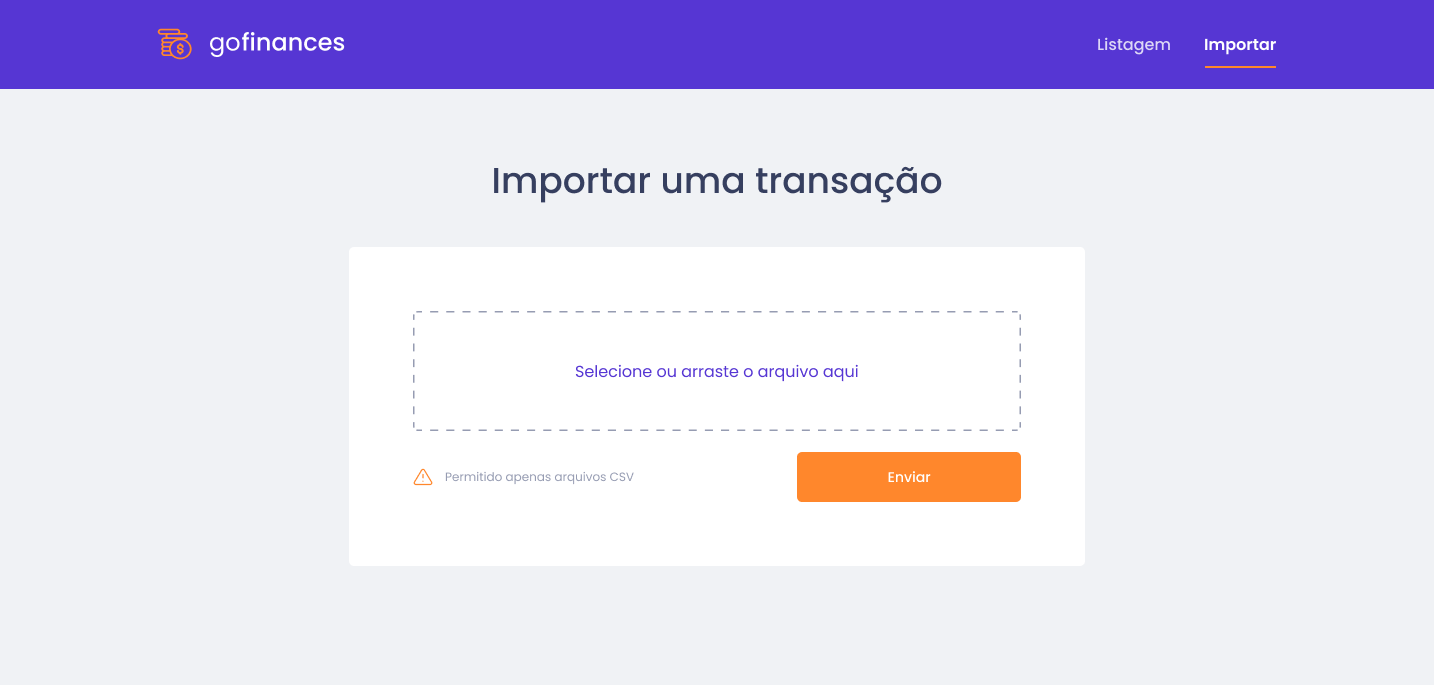 gofinances
Listagem
Importar
Importar uma transação
Selecione ou arraste o arquivo aqui
Permitido apenas arquivos CSV
Enviar